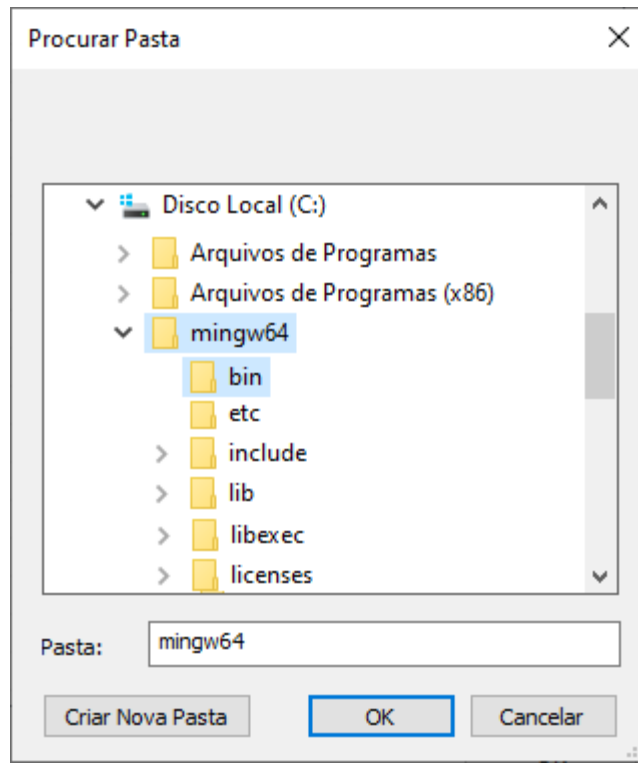 Procurar Pasta
Disco Local (C:)
Arquivos de Programas
Arquivos de Programas (x86)
mingw64
bin
etc
include
lib
libexec
licenses
Pasta: mingw64
Criar Nova Pasta OK Cancelar